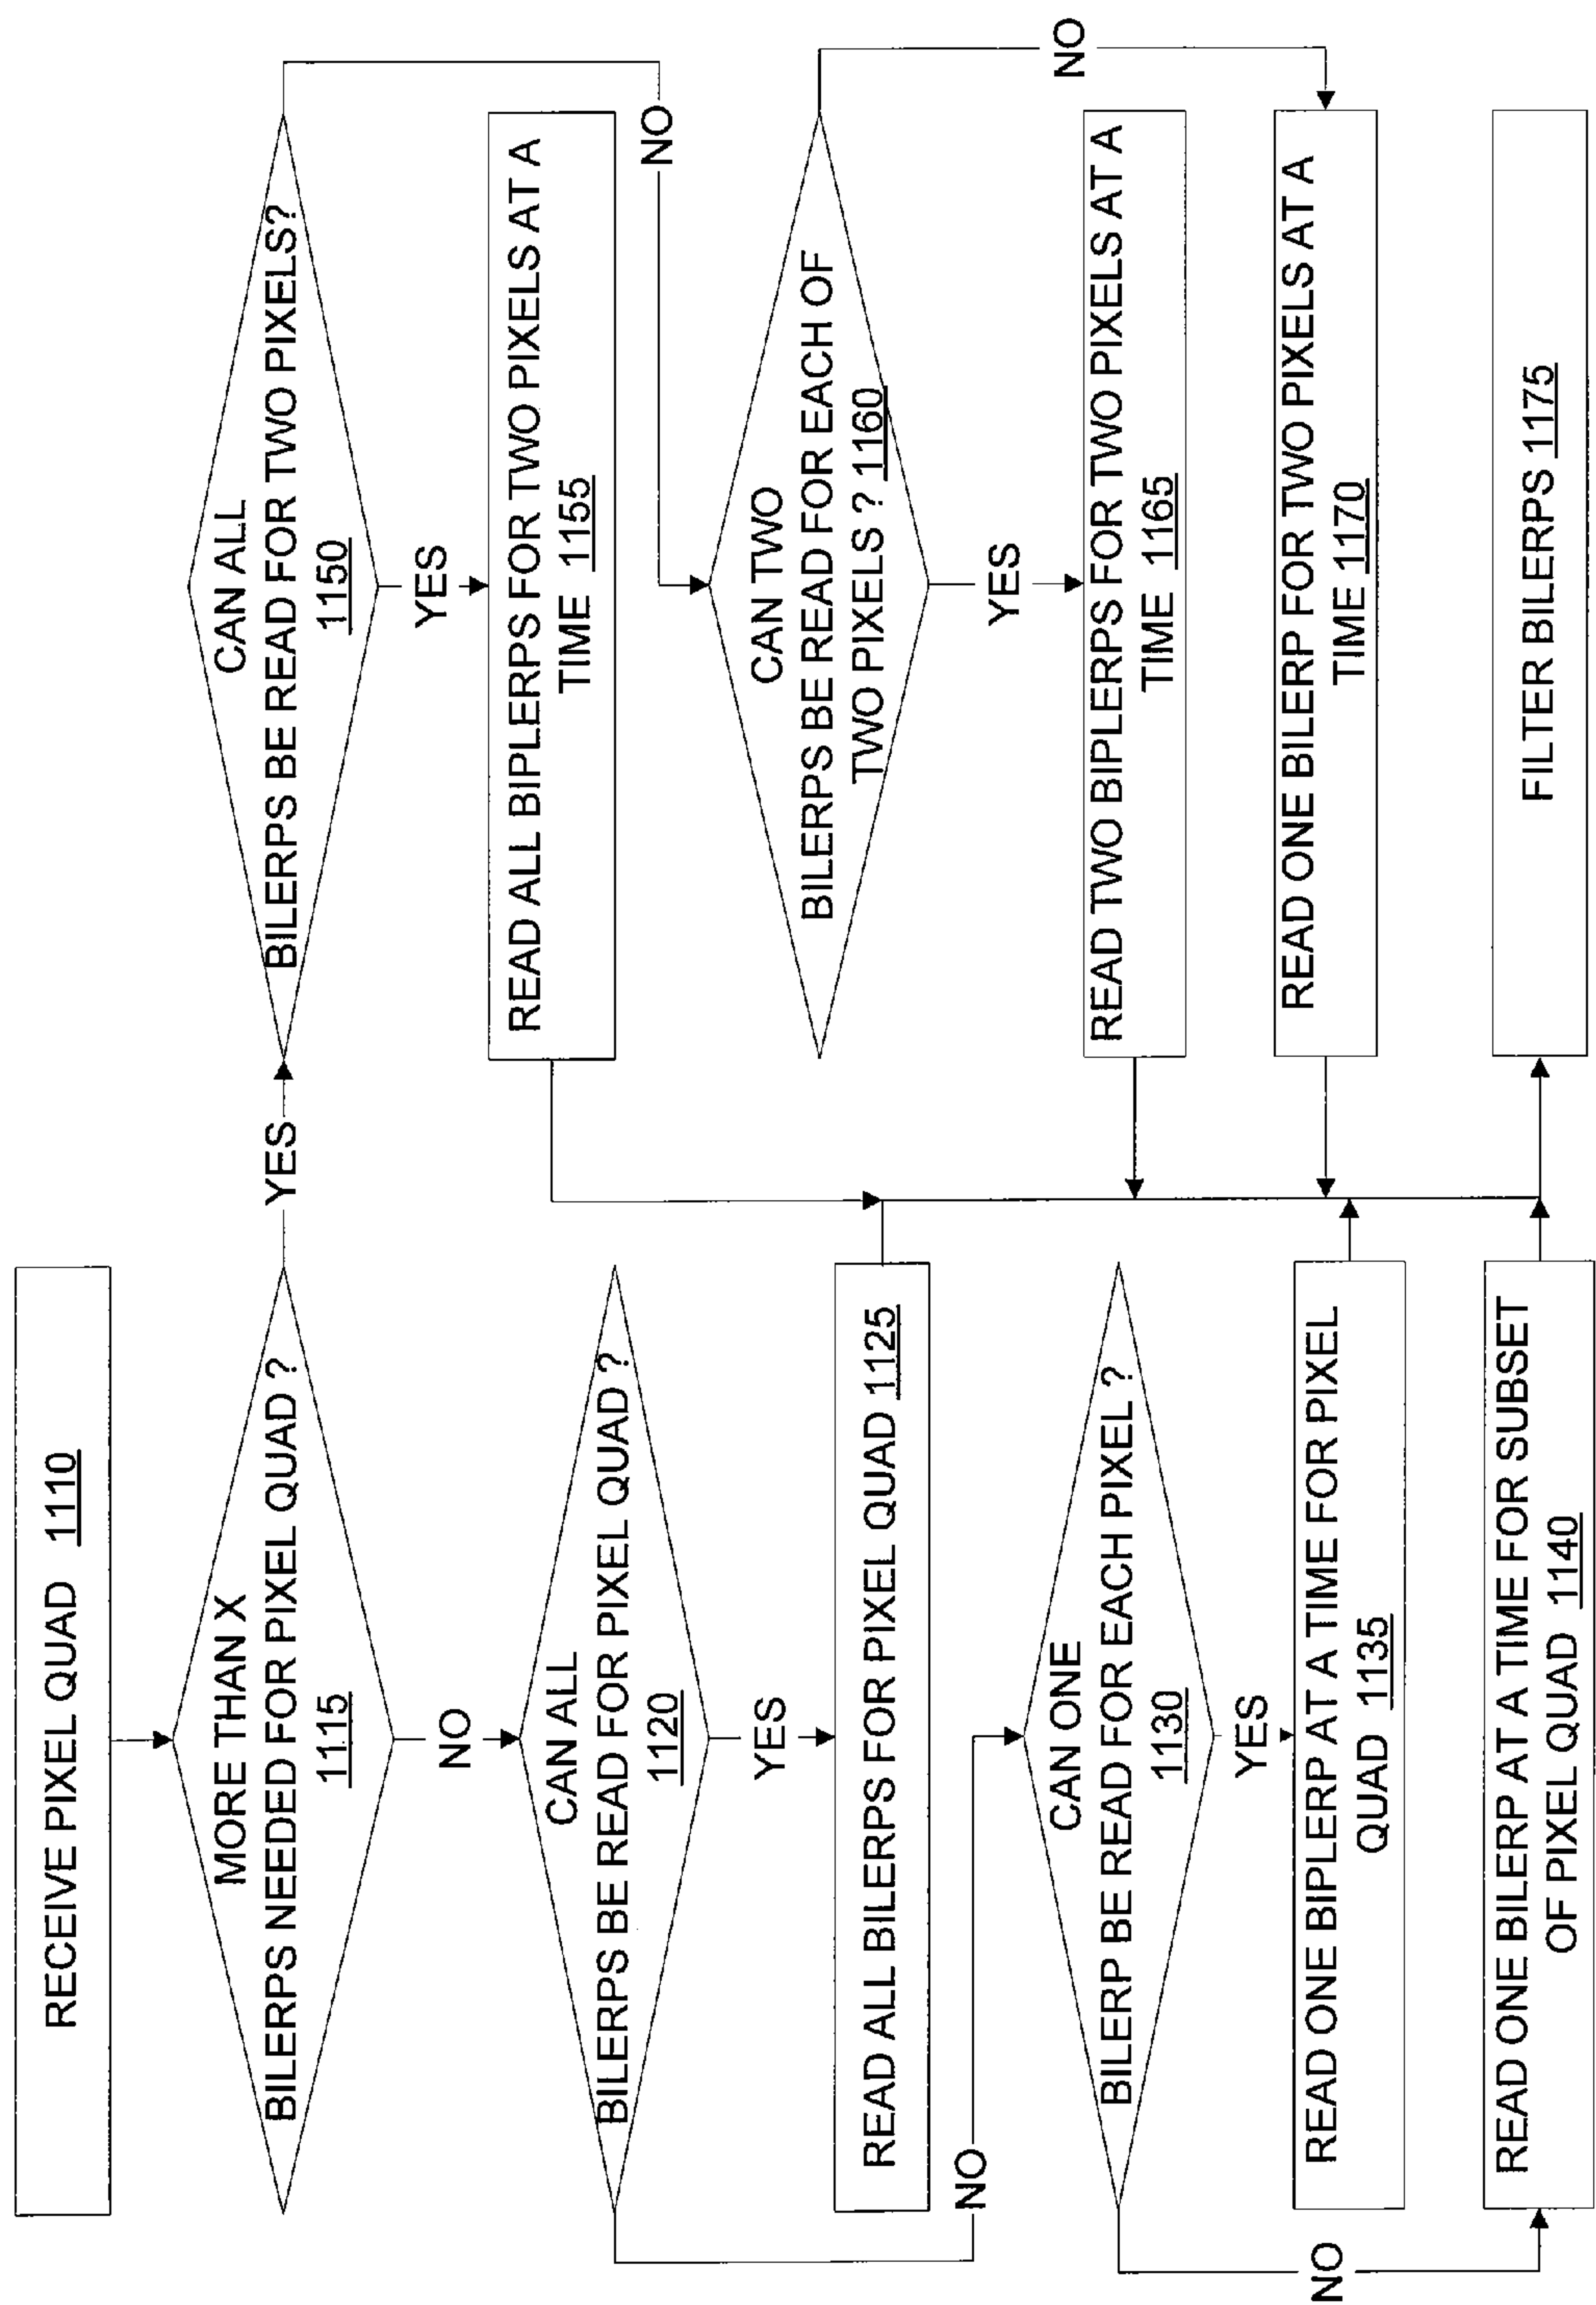 RECEIVE PIXEL QUAD 1110
MORE THAN X
BILERPS NEEDED FOR PIXEL QUAD ?
1115
YES
NO
CAN ALL
BILERPS BE READ FOR PIXEL QUAD ?
1120
YES
NO
READ ALL BILERPS FOR PIXEL QUAD 1125
CAN ONE
BILERP BE READ FOR EACH PIXEL ?
1130
YES
NO
READ ONE BIPLERP AT A TIME FOR PIXEL
QUAD 1135
READ ONE BILERP AT A TIME FOR SUBSET
OF PIXEL QUAD 1140
CAN ALL
BILERPS BE READ FOR TWO PIXELS?
1150
YES
NO
READ ALL BIPLERPS FOR TWO PIXELS AT A
TIME 1155
CAN TWO
BILERPS BE READ FOR EACH OF
TWO PIXELS ? 1160
YES
NO
READ TWO BIPLERPS FOR TWO PIXELS AT A
TIME 1165
READ ONE BILERP FOR TWO PIXELS AT A
TIME 1170
FILTER BILERPS 1175